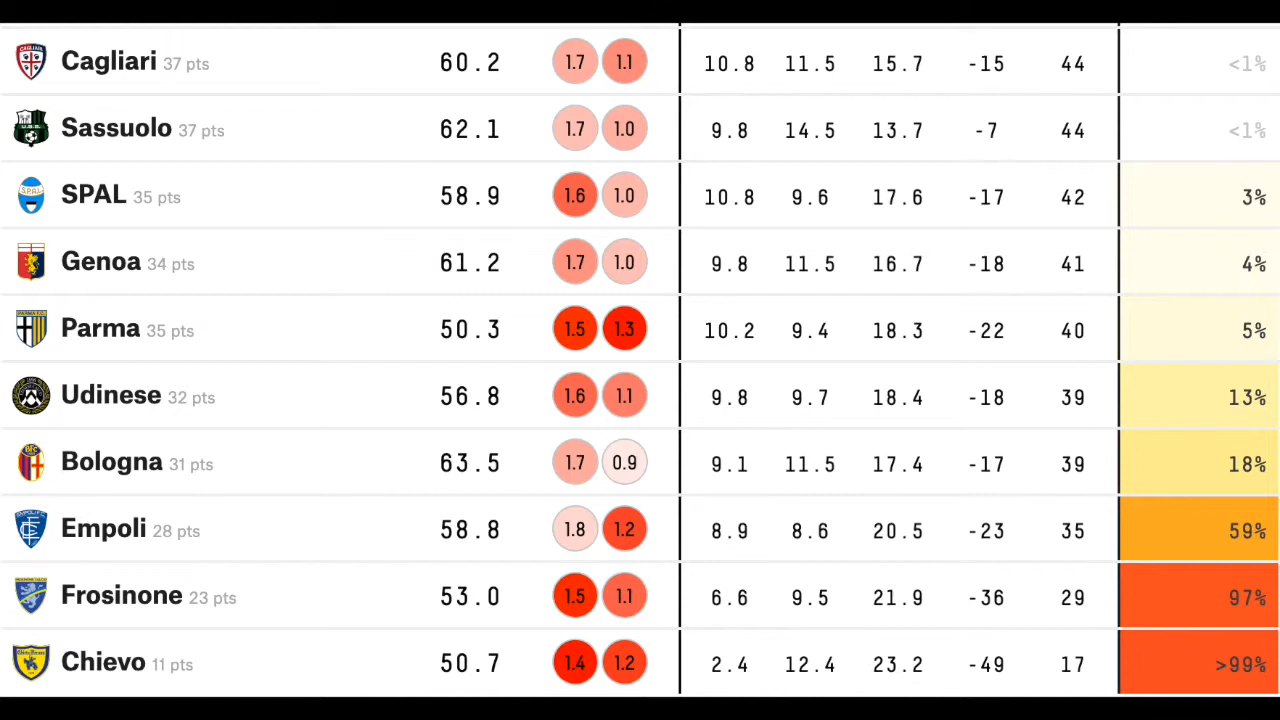 Cagliari 37 pts 60.2 1.7 1.1 10.8 11.5 15.7 -15 44 <1%
Sassuolo 37 pts 62.1 1.7 1.0 9.8 14.5 13.7 -7 44 <1%
SPAL 35 pts 58.9 1.6 1.0 10.8 9.6 17.6 -17 42 3%
Genoa 34 pts 61.2 1.7 1.0 9.8 11.5 16.7 -18 41 4%
Parma 35 pts 50.3 1.5 1.3 10.2 9.4 18.3 -22 40 5%
Udinese 32 pts 56.8 1.6 1.1 9.8 9.7 18.4 -18 39 13%
Bologna 31 pts 63.5 1.7 0.9 9.1 11.5 17.4 -17 39 18%
Empoli 28 pts 58.8 1.8 1.2 8.9 8.6 20.5 -23 35 59%
Frosinone 23 pts 53.0 1.5 1.1 6.6 9.5 21.9 -36 29 97%
Chievo 11 pts 50.7 1.4 1.2 2.4 12.4 23.2 -49 17 >99%